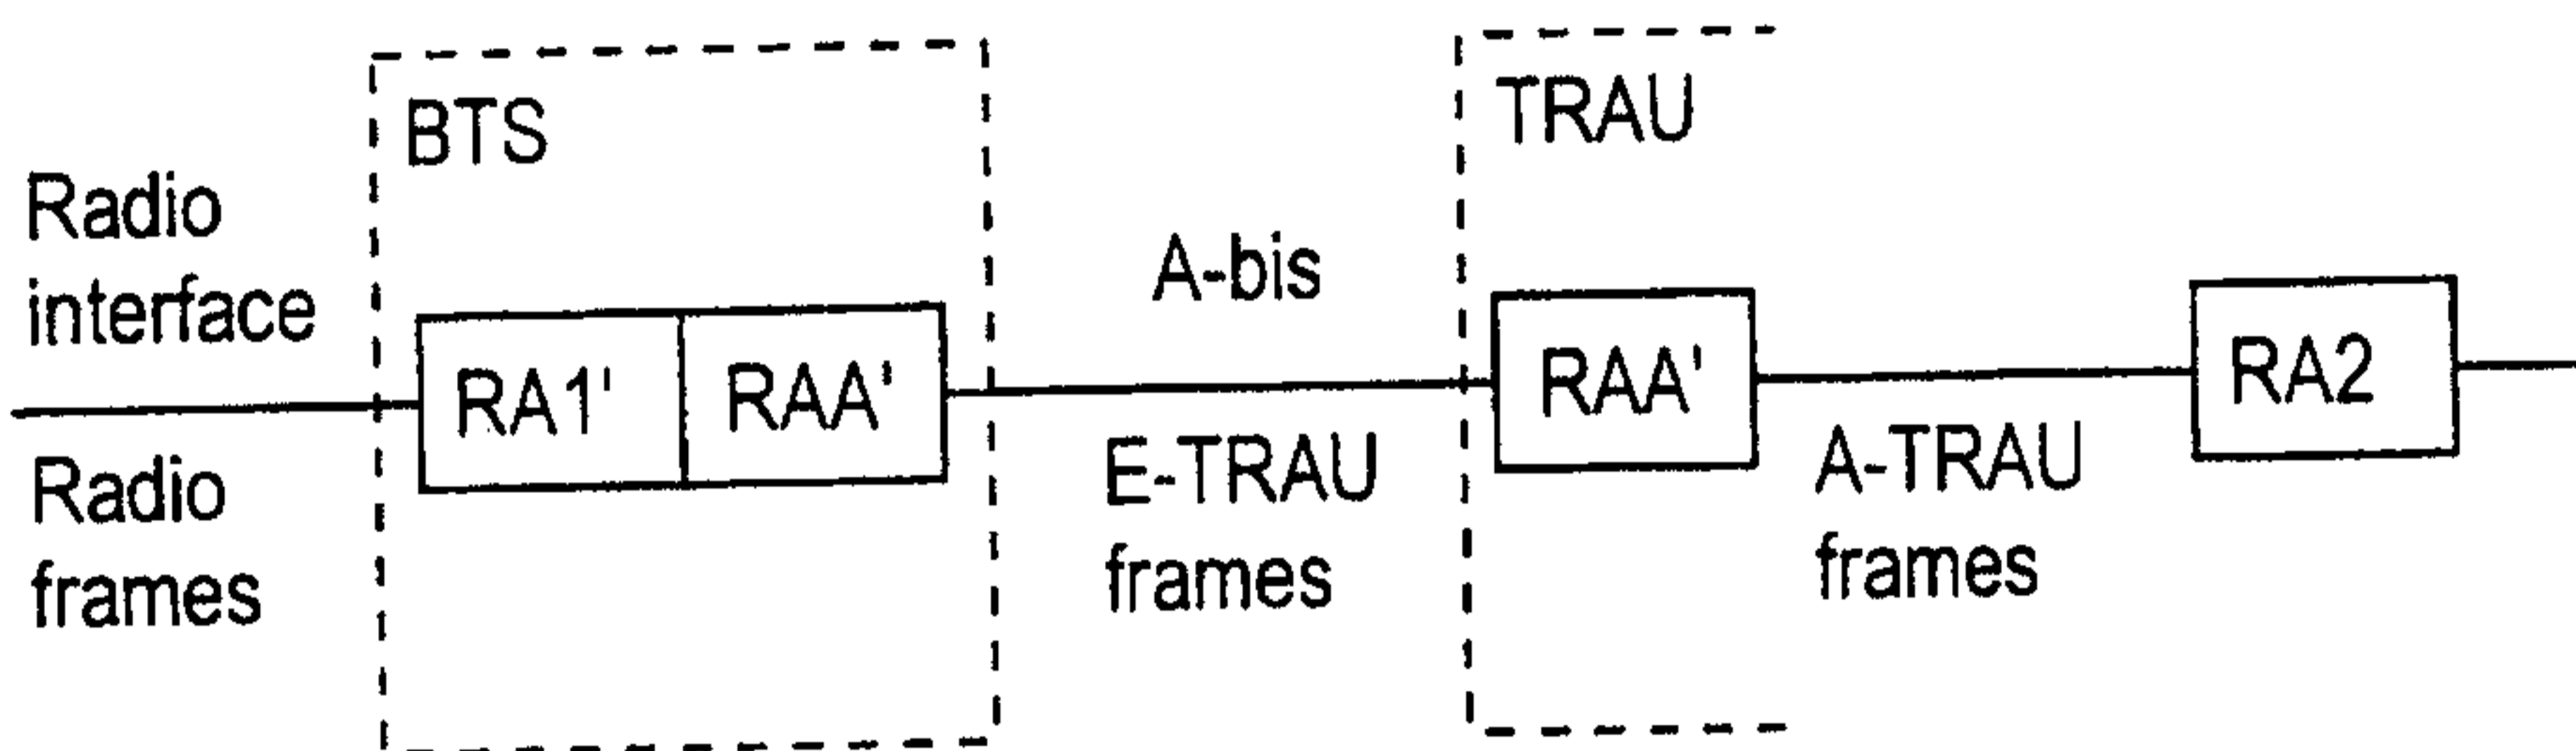 BTS
TRAU
Radio
interface
A-bis
RA1'
RAA'
RAA'
RA2
Radio
frames
E-TRAU
frames
A-TRAU
frames